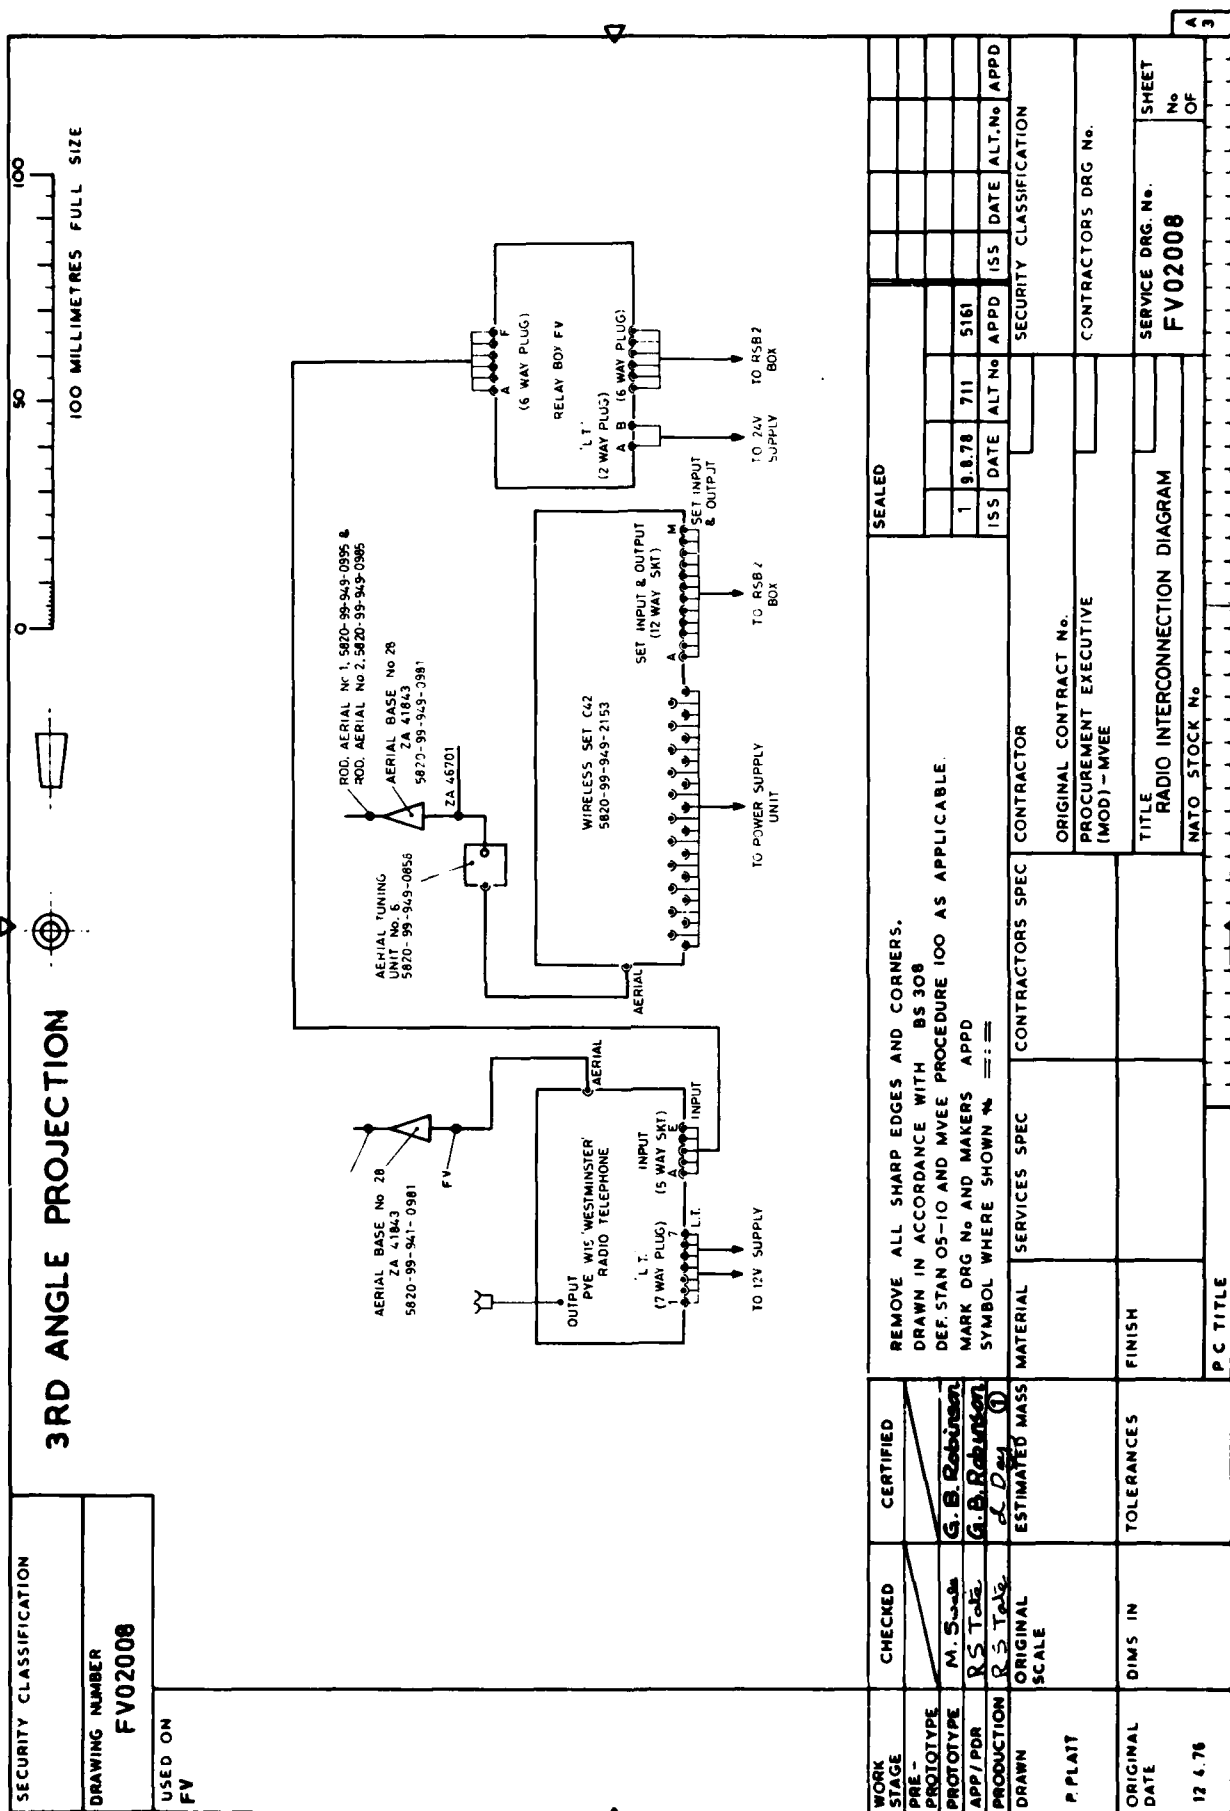 SECURITY CLASSIFICATION
DRAWING NUMBER
FV02008
USED ON
FV
3RD ANGLE PROJECTION
0 50 100
100 MILLIMETRES FULL SIZE
AERIAL BASE No 28
ZA 41843
5820-99-941-0981
FV
OUTPUT
PYE W15 'WESTMINSTER'
RADIO TELEPHONE
AERIAL
'L T.'
(7 WAY PLUG)
1 7
L.T.
INPUT
(5 WAY SKT)
A E
INPUT
TO 12V SUPPLY
ROD. AERIAL No 1. 5820-99-949-0995 &
ROD. AERIAL No 2. 5820-99-949-0985
AERIAL BASE No 28
ZA 41843
5820-99-949-0981
ZA 46701
AERIAL TUNING
UNIT No. 6
5820-99-949-0858
AERIAL
WIRELESS SET C42
5820-99-949-2153
SET INPUT & OUTPUT
(12 WAY SKT)
A M
SET INPUT
& OUTPUT
TO POWER SUPPLY
UNIT
TO RSB 2
BOX
A F
(6 WAY PLUG)
RELAY BOX FV
'L T'
(2 WAY PLUG)
A B
(6 WAY PLUG)
TO 24V
SUPPLY
TO RSB 2
BOX
REMOVE ALL SHARP EDGES AND CORNERS.
DRAWN IN ACCORDANCE WITH BS 308
DEF. STAN 05-10 AND MVEE PROCEDURE 100 AS APPLICABLE.
MARK DRG No AND MAKERS APPD
SYMBOL WHERE SHOWN
SEALED
1 9.8.78 711 5161
ISS DATE ALT No APPD ISS DATE ALT. No APPD
WORK STAGE CHECKED CERTIFIED
PRE-PROTOTYPE
PROTOTYPE M. Swales G. B. Robinson
APP / PDR R S Tate G. B. Robinson
PRODUCTION R S Tate L Day ①
DRAWN
P. PLATT
ORIGINAL
SCALE
ESTIMATED MASS
MATERIAL
SERVICES SPEC
CONTRACTORS SPEC
CONTRACTOR
SECURITY CLASSIFICATION
ORIGINAL CONTRACT No.
PROCUREMENT EXECUTIVE
(MOD) - MVEE
CONTRACTORS DRG No.
ORIGINAL
DATE
12 4.76
DIMS IN
TOLERANCES
FINISH
TITLE
RADIO INTERCONNECTION DIAGRAM
NATO STOCK No
SERVICE DRG. No.
FV02008
SHEET
No
OF
A
3
P C TITLE